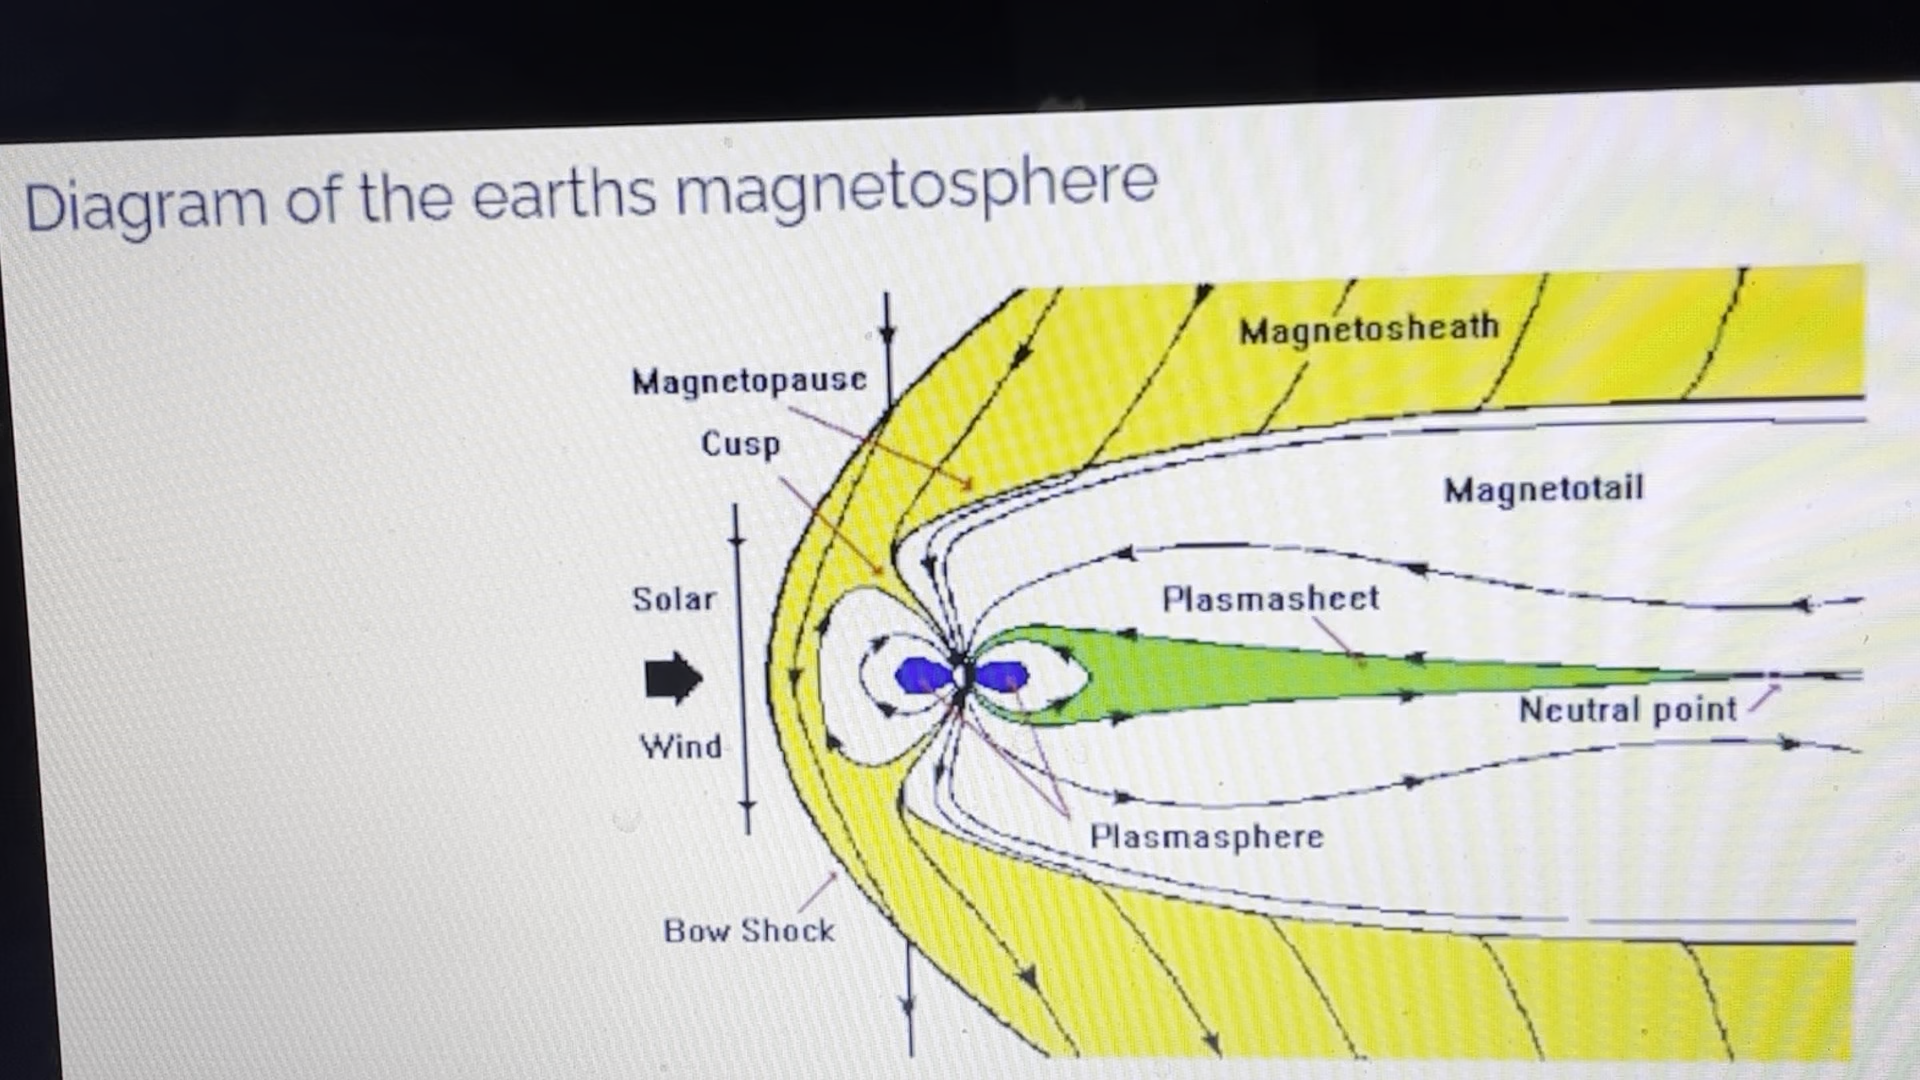 Diagram of the earths magnetosphere
Magnetosheath
Magnetopause
Cusp
Magnetotail
Solar
Plasmasheet
Neutral point
Wind
Plasmasphere
Bow Shock